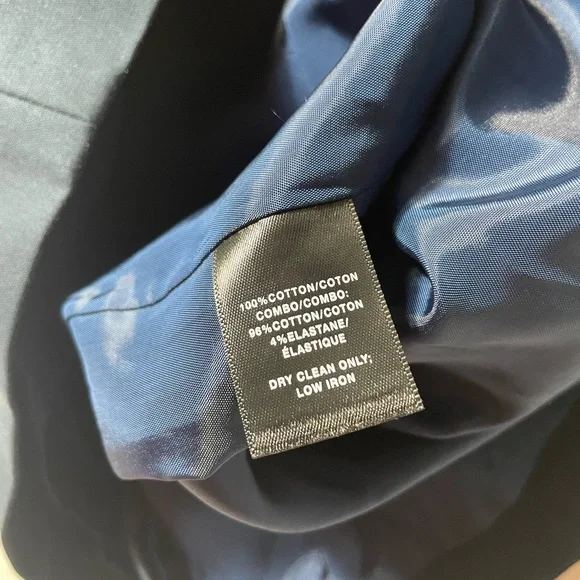 100%COTTON/COTON
COMBO/COMBO:
96%COTTON/COTON
4%ELASTANE/
ÉLASTIQUE
DRY CLEAN ONLY;
LOW IRON